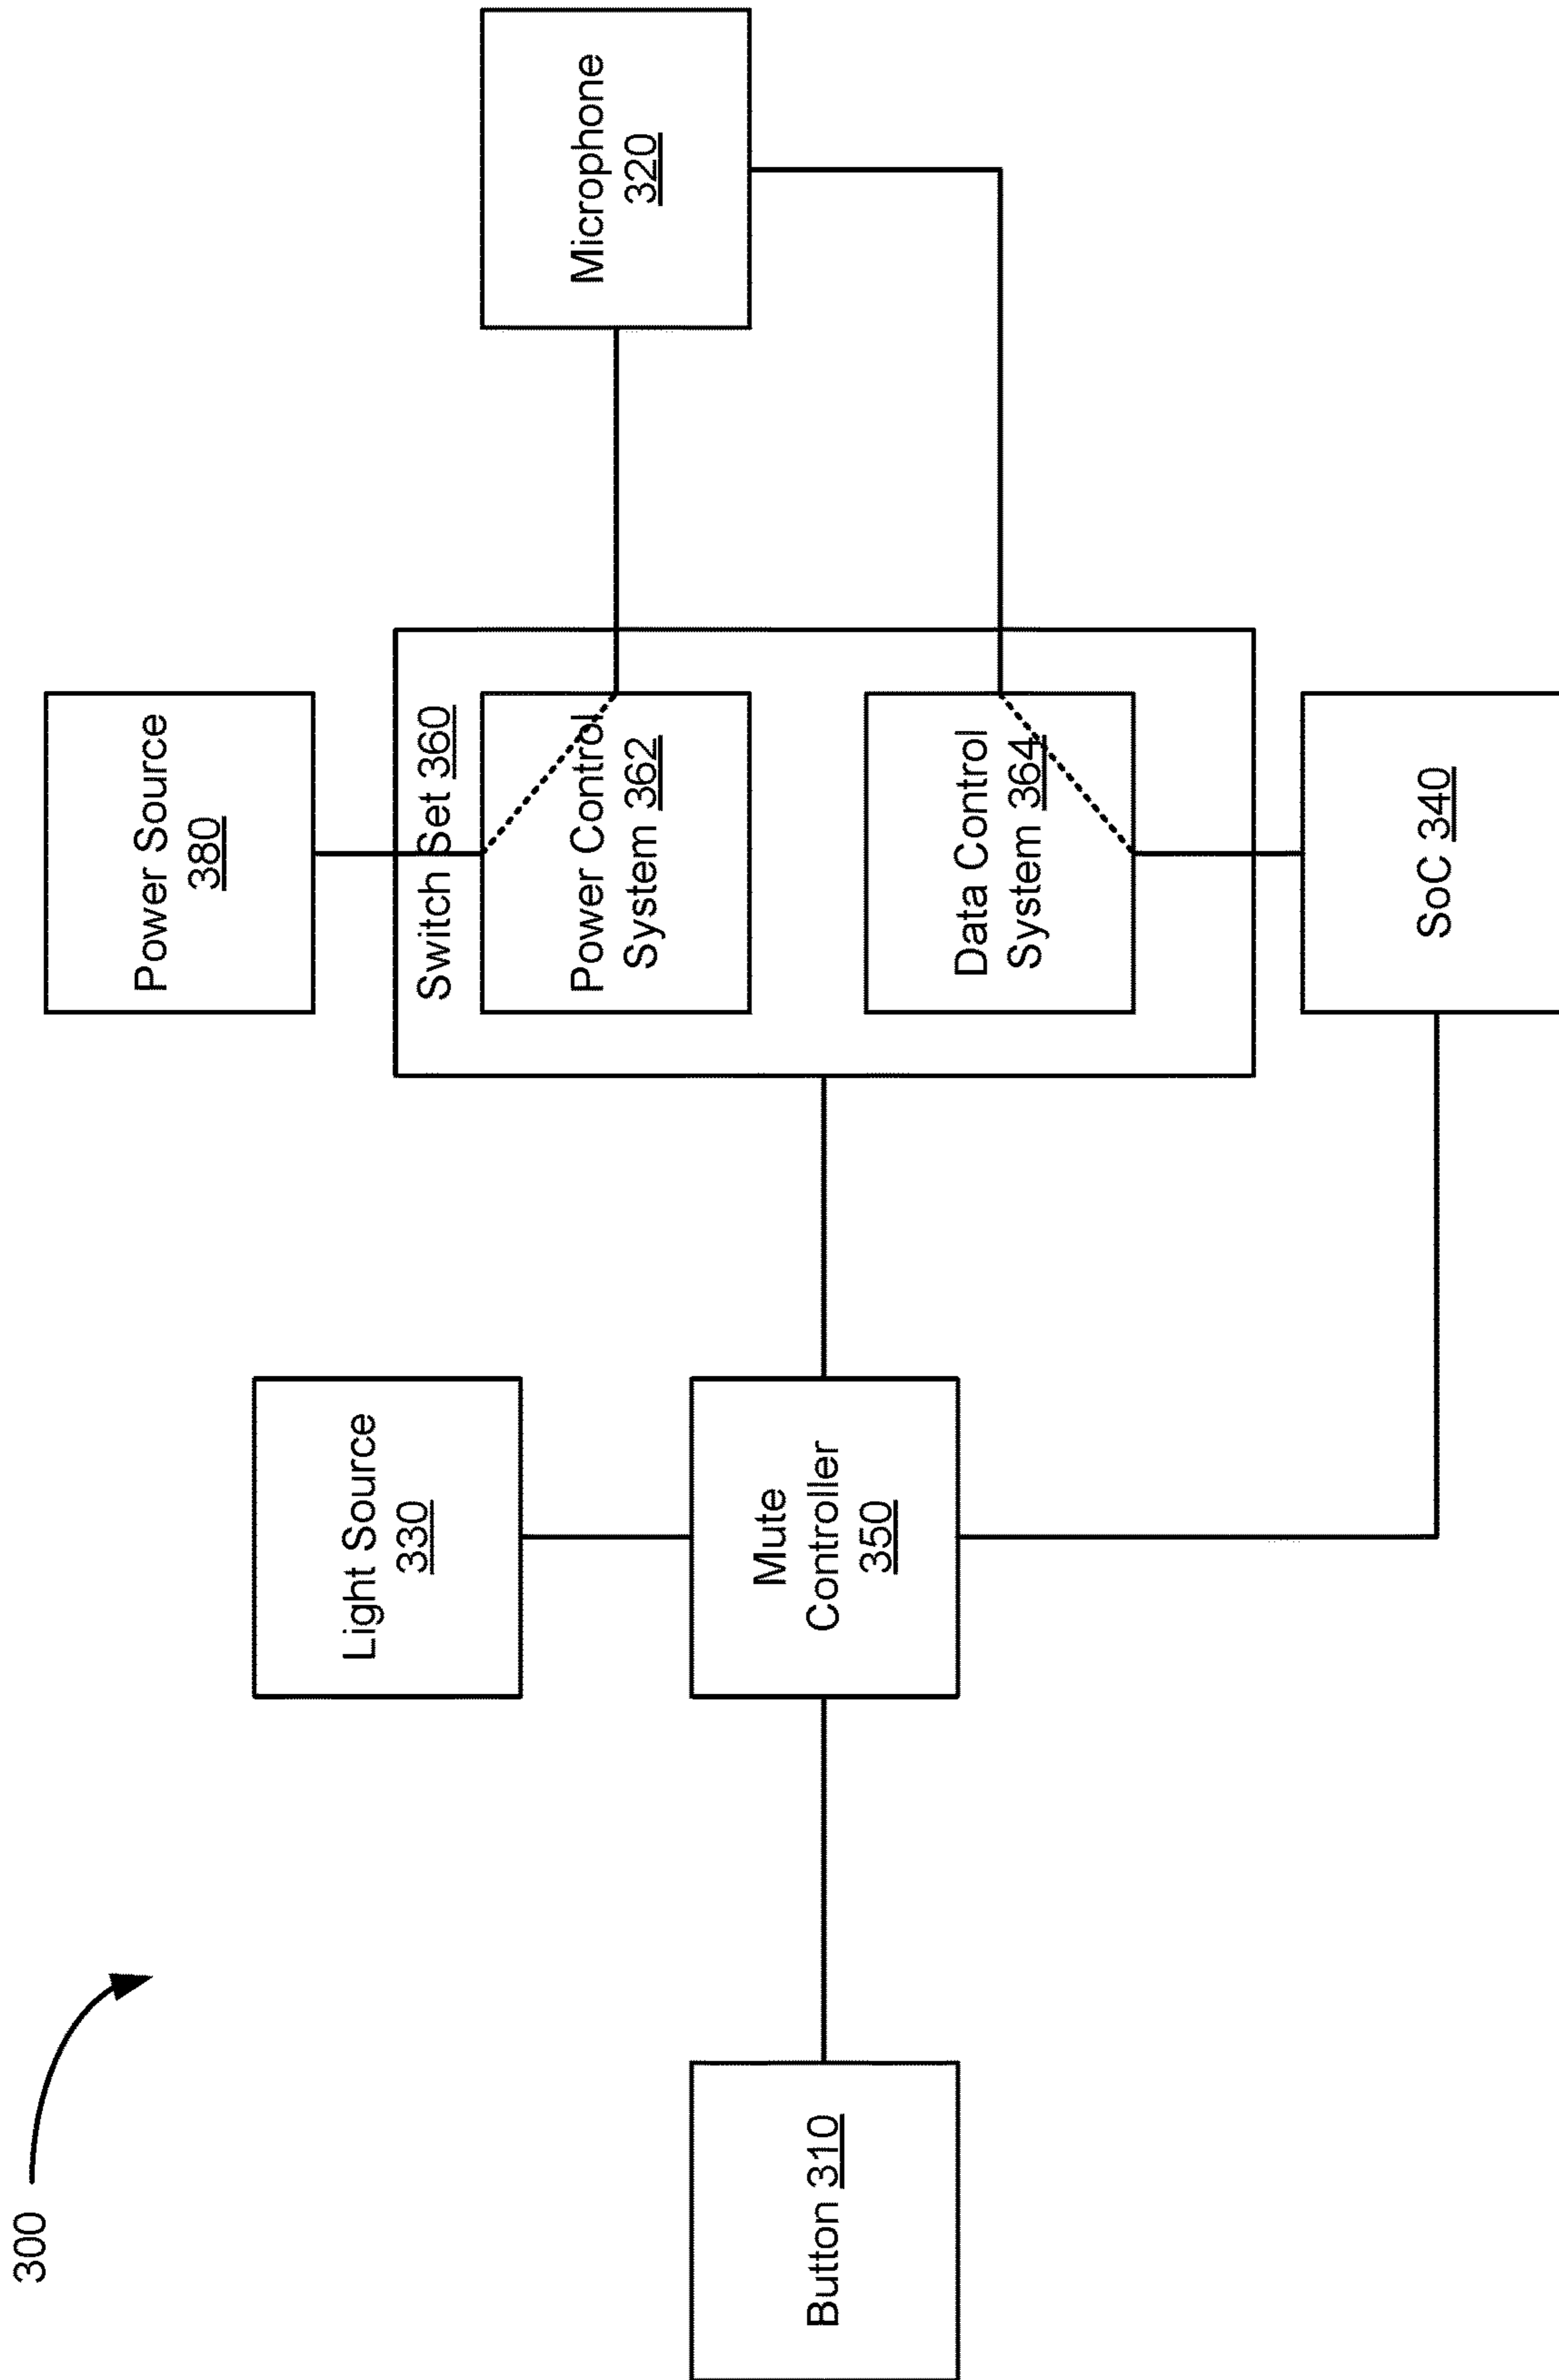 300
Power Source
380
Light Source
330
Switch Set 360
Power Control
System 362
Microphone
320
Button 310
Mute
Controller
350
Data Control
System 364
SoC 340